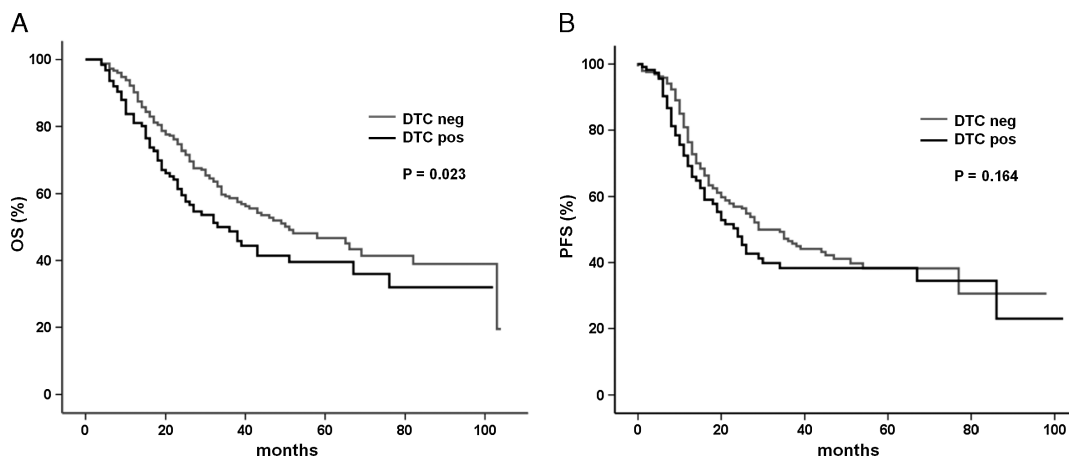 A
100
80
60
40
20
0
OS (%)
DTC neg
DTC pos
P = 0.023
0 20 40 60 80 100
months
B
100
80
60
40
20
0
PFS (%)
DTC neg
DTC pos
P = 0.164
0 20 40 60 80 100
months